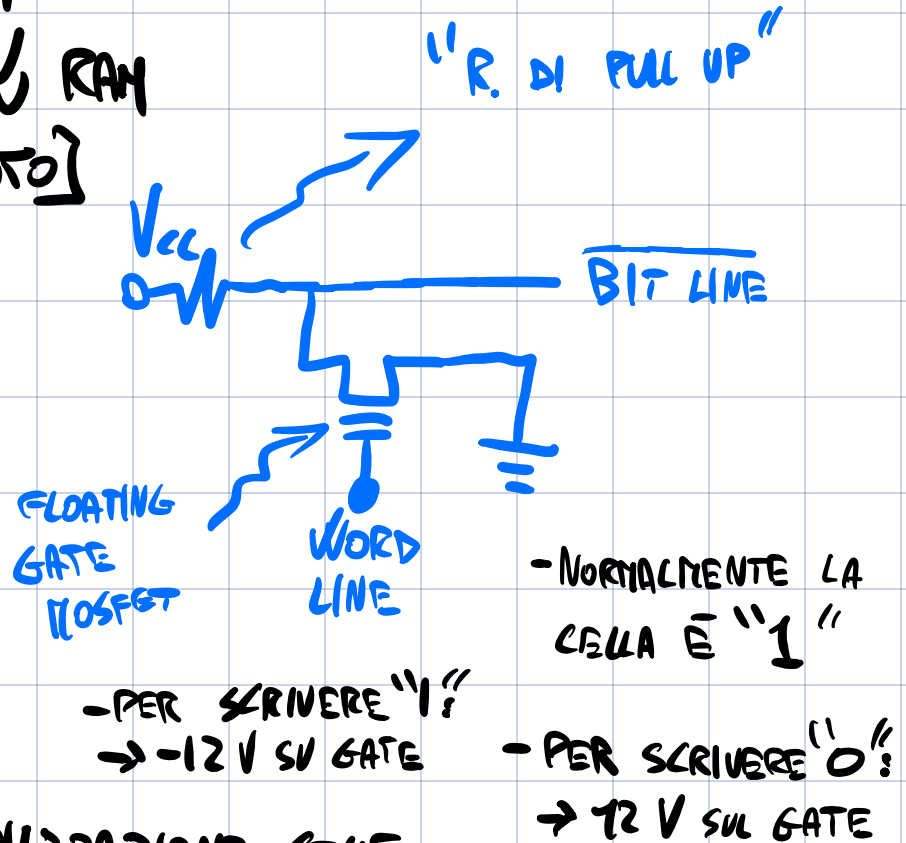 RAM
"R. DI PULL UP"
TO]
Vcc
BIT LINE
FLOATING
GATE
MOSFET
WORD
LINE
-NORMALMENTE LA
CELLA È "1"
-PER SCRIVERE "1":
→ -12 V SU GATE
- PER SCRIVERE "0":
→ 12 V SUL GATE